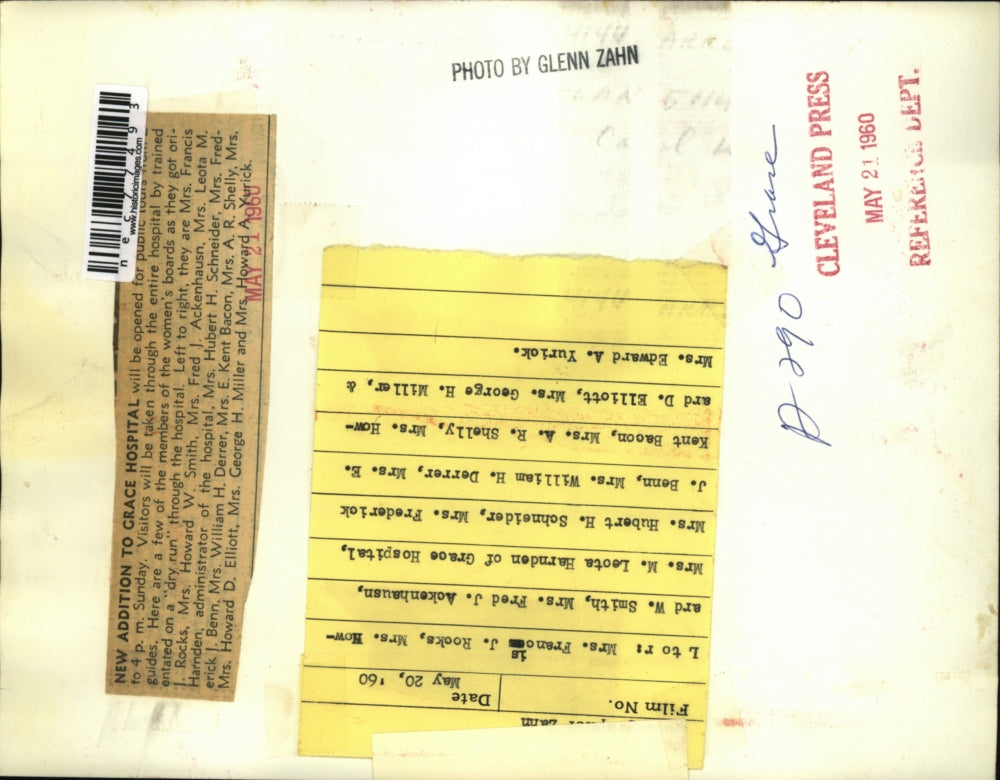 PHOTO BY GLENN ZAHN
CLEVELAND PRESS
MAY 21 1960
REFERENCE DEPT.
Grace
necz7493
www.historicimages.com
NEW ADDITION TO GRACE HOSPITAL will be opened for public tours from
to 4 p. m. Sunday. Visitors will be taken through the entire hospital by trained
guides. Here are a few of the members of the women's boards as they got ori-
entated on a "dry run" through the hospital. Left to right, they are Mrs. Francis
J. Rocks, Mrs. Howard W. Smith, Mrs. Fred J. Ackenhausn, Mrs. Leota M.
Harnden, administrator of the hospital, Mrs. Hubert H. Schneider, Mrs. Fred-
erick J. Benn, Mrs. William H. Derrer, Mrs. E. Kent Bacon, Mrs. A. R. Shelly, Mrs.
Howard D. Elliott, Mrs. George H. Miller and Mrs. Howard A. Yurick.
MAY 21 1960
Zahn
Film No.
Date
May 20, '60
L to r: Mrs. Francis J. Rocks, Mrs. How-
ard W. Smith, Mrs. Fred J. Ackenhausn,
Mrs. M. Leota Harnden of Grace Hospital,
Mrs. Hubert H. Schneider, Mrs. Frederick
J. Benn, Mrs. William H. Derrer, Mrs. E.
Kent Bacon, Mrs. A. R. Shelly, Mrs. How-
ard D. Elliott, Mrs. George H. Miller, &
Mrs. Edward A. Yurick.